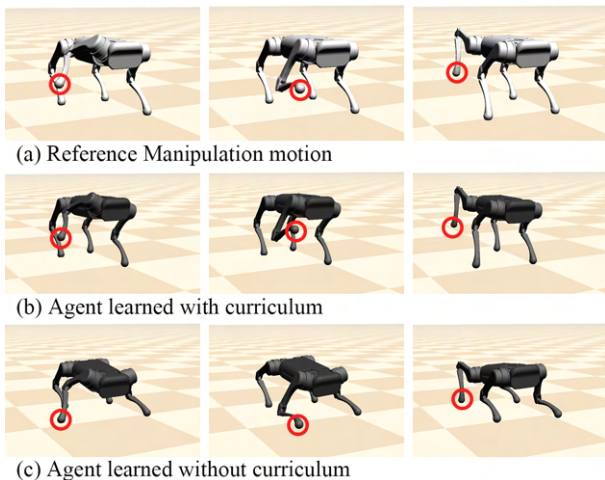 (a) Reference Manipulation motion
(b) Agent learned with curriculum
(c) Agent learned without curriculum